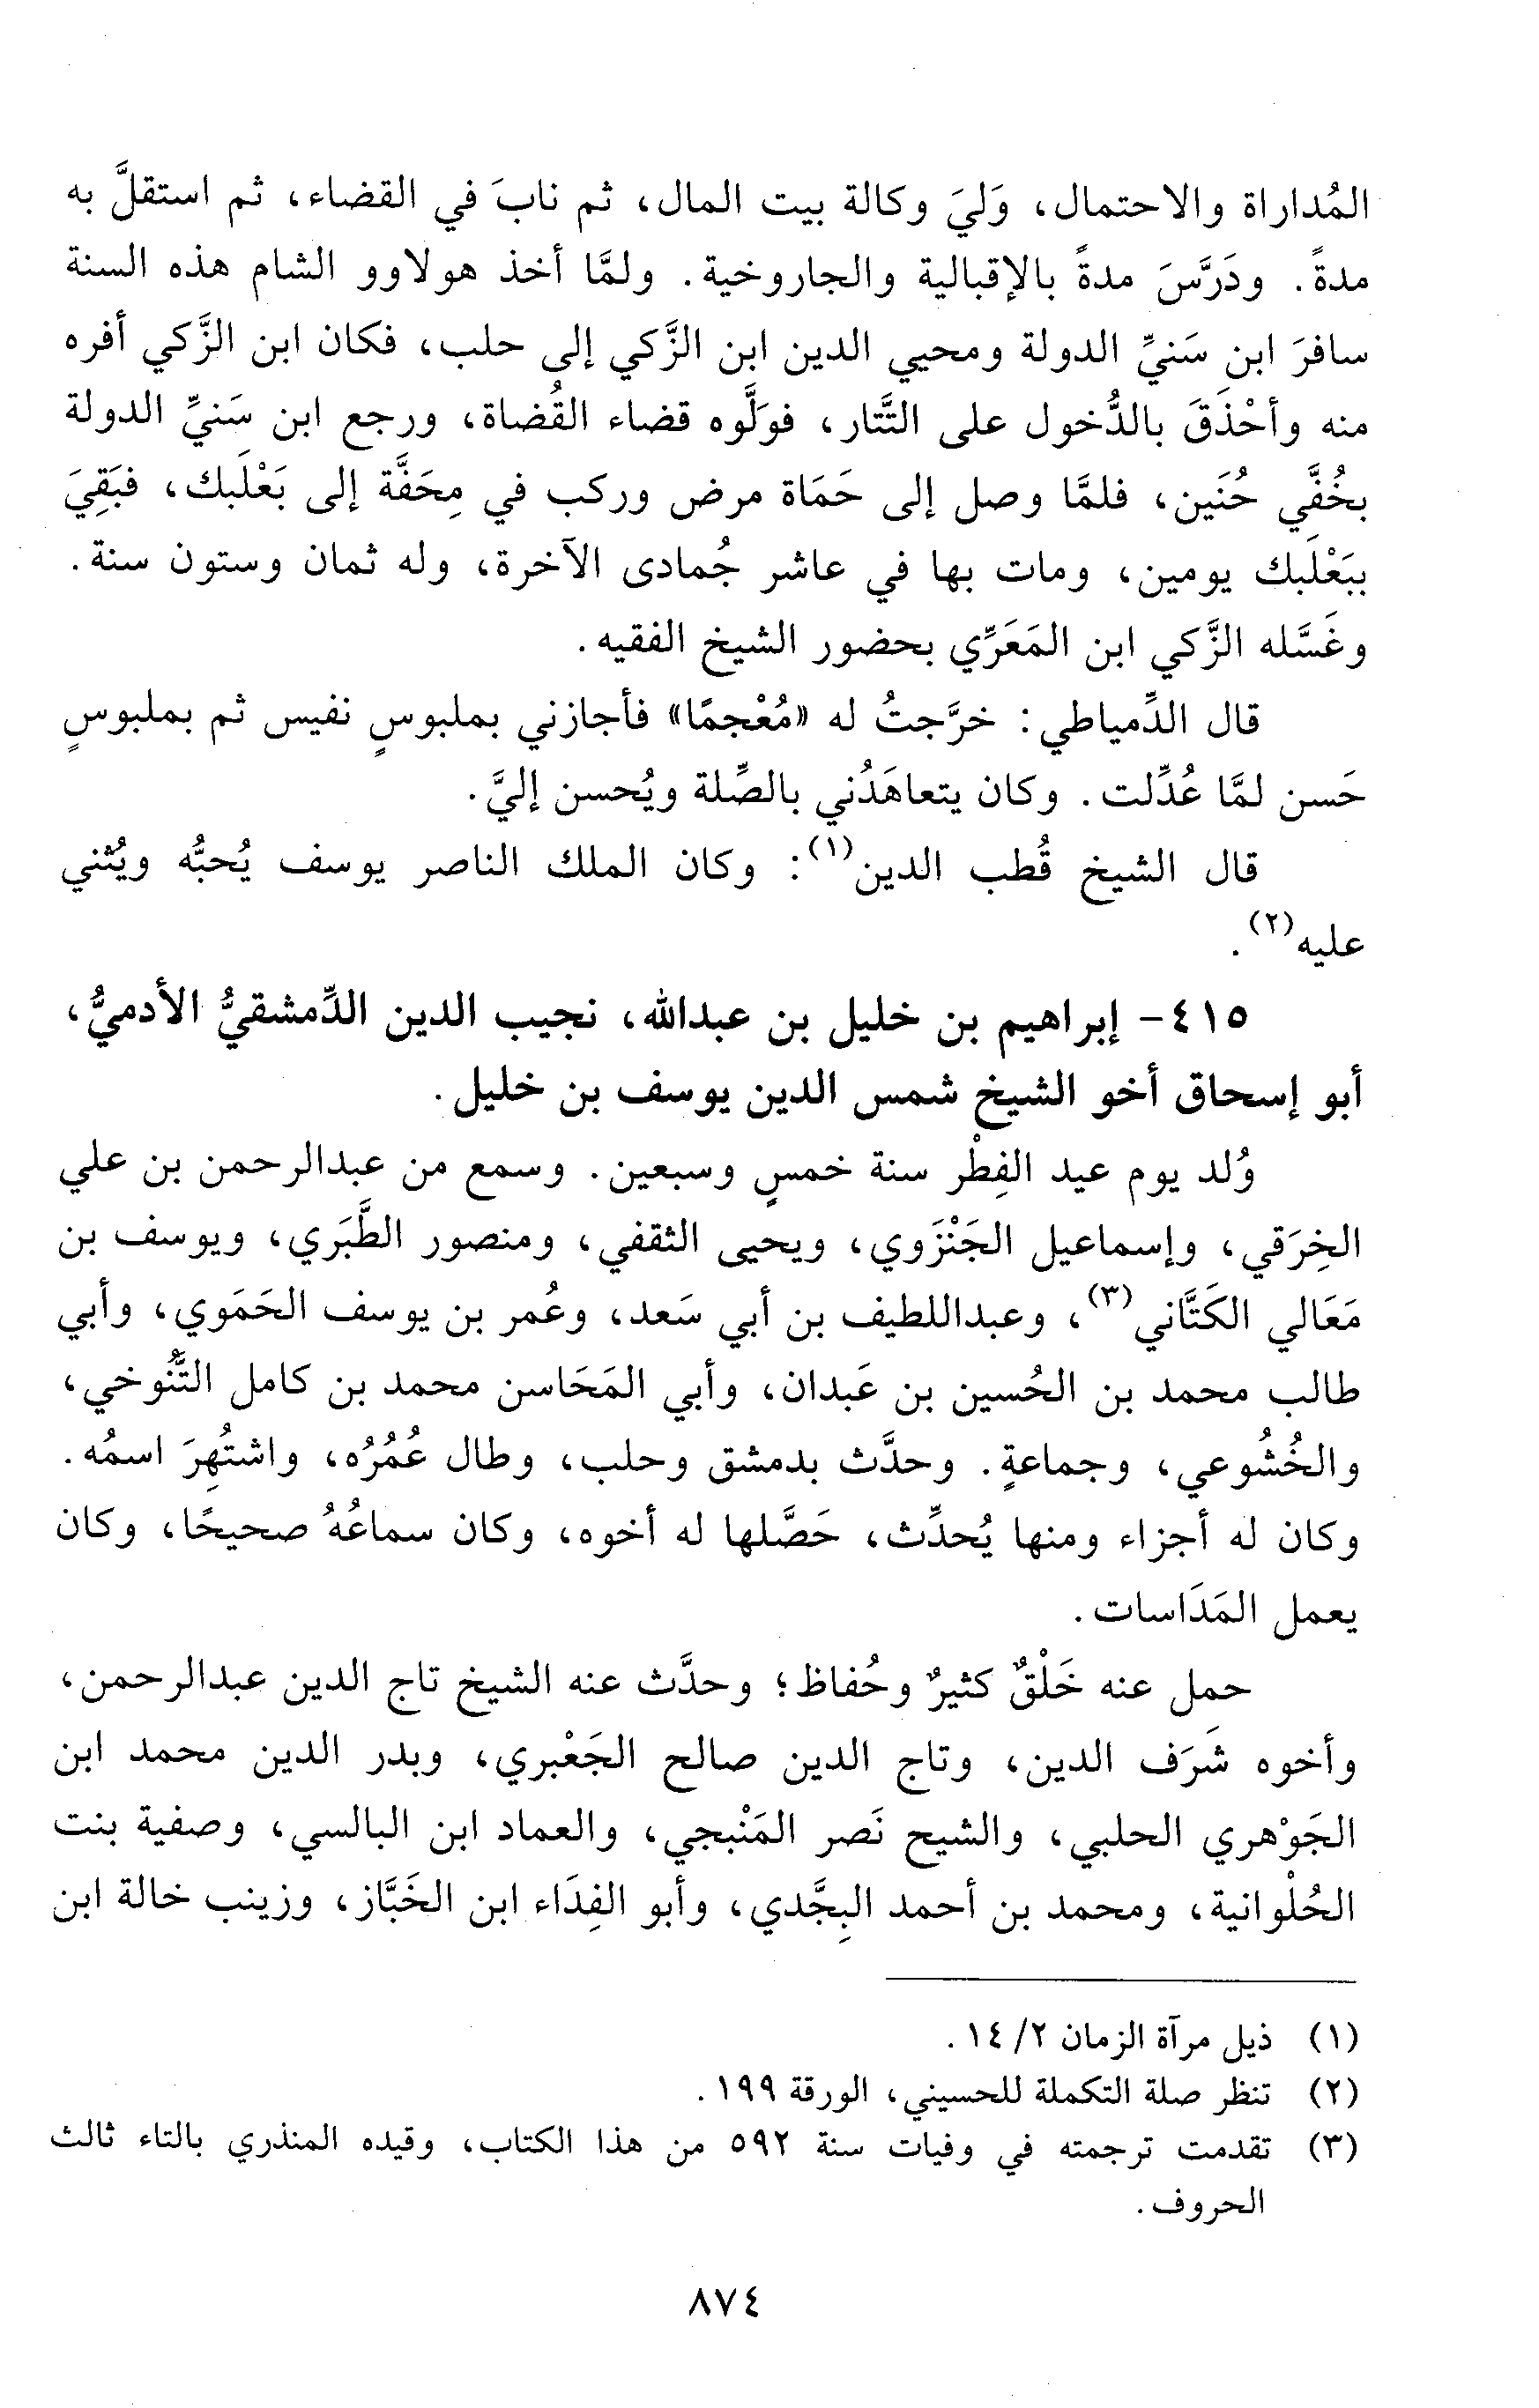 المُداراة والاحتمال، وَليَ وكالة بيت المال، ثم نابَ في القضاء، ثم استقلَّ به
مدةً. ودَرَّسَ مدةً بالإقبالية والجاروخية. ولمَّا أخذ هولاوو الشام هذه السنة
سافرَ ابن سَنيِّ الدولة ومحيي الدين ابن الزَّكي إلى حلب، فكان ابن الزَّكي أفره
منه وأحْذَقَ بالدُّخول على التَّتار، فوَلَّوه قضاء القُضاة، ورجع ابن سَنيِّ الدولة
بخُفَّي حُنَين، فلمَّا وصل إلى حَمَاة مرض وركب في مِحَفَّة إلى بَعْلَبك، فبَقِيَ
ببَعْلَبك يومين، ومات بها في عاشر جُمادى الآخرة، وله ثمان وستون سنة.
وغَسَّله الزَّكي ابن المَعَرِّي بحضور الشيخ الفقيه.
قال الدِّمياطي: خرَّجتُ له «مُعْجمًا» فأجازني بملبوسٍ نفيس ثم بملبوسٍ
حَسن لمَّا عُدِّلت. وكان يتعاهَدُني بالصِّلة ويُحسن إليَّ.
قال الشيخ قُطب الدين(١): وكان الملك الناصر يوسف يُحبُّه ويُثني
عليه(٢).
٤١٥- إبراهيم بن خليل بن عبدالله، نجيب الدين الدِّمشقيُّ الأدميُّ،
أبو إسحاق أخو الشيخ شمس الدين يوسف بن خليل.
وُلد يوم عيد الفِطْر سنة خمسٍ وسبعين. وسمع من عبدالرحمن بن علي
الخِرَقي، وإسماعيل الجَنْزَوي، ويحيى الثقفي، ومنصور الطَّبَري، ويوسف بن
مَعَالي الكَتَّاني(٣)، وعبداللطيف بن أبي سَعد، وعُمر بن يوسف الحَمَوي، وأبي
طالب محمد بن الحُسين بن عَبدان، وأبي المَحَاسن محمد بن كامل التَّنُوخي،
والخُشُوعي، وجماعةٍ. وحدَّث بدمشق وحلب، وطال عُمُرُه، واشتُهِرَ اسمُه.
وكان له أجزاء ومنها يُحدِّث، حَصَّلها له أخوه، وكان سماعُهُ صحيحًا، وكان
يعمل المَدَاسات.
حمل عنه خَلْقٌ كثيرٌ وحُفاظ؛ وحدَّث عنه الشيخ تاج الدين عبدالرحمن،
وأخوه شَرَف الدين، وتاج الدين صالح الجَعْبري، وبدر الدين محمد ابن
الجَوْهري الحلبي، والشيح نَصر المَنْبجي، والعماد ابن البالسي، وصفية بنت
الحُلْوانية، ومحمد بن أحمد البِجَّدي، وأبو الفِدَاء ابن الخَبَّاز، وزينب خالة ابن
(١) ذيل مرآة الزمان ٢/ ١٤.
(٢) تنظر صلة التكملة للحسيني، الورقة ١٩٩.
(٣) تقدمت ترجمته في وفيات سنة ٥٩٢ من هذا الكتاب، وقيده المنذري بالتاء ثالث
الحروف.
٨٧٤